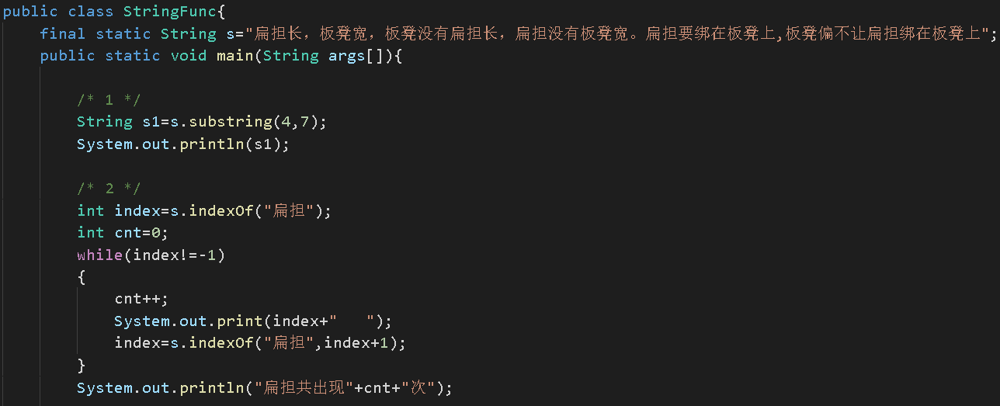 public class StringFunc{
    final static String s="扁担长，板凳宽，板凳没有扁担长，扁担没有板凳宽。扁担要绑在板凳上,板凳偏不让扁担绑在板凳上";
    public static void main(String args[]){
        /* 1 */
        String s1=s.substring(4,7);
        System.out.println(s1);
        /* 2 */
        int index=s.indexOf("扁担");
        int cnt=0;
        while(index!=-1)
        {
            cnt++;
            System.out.print(index+"   ");
            index=s.indexOf("扁担",index+1);
        }
        System.out.println("扁担共出现"+cnt+"次");